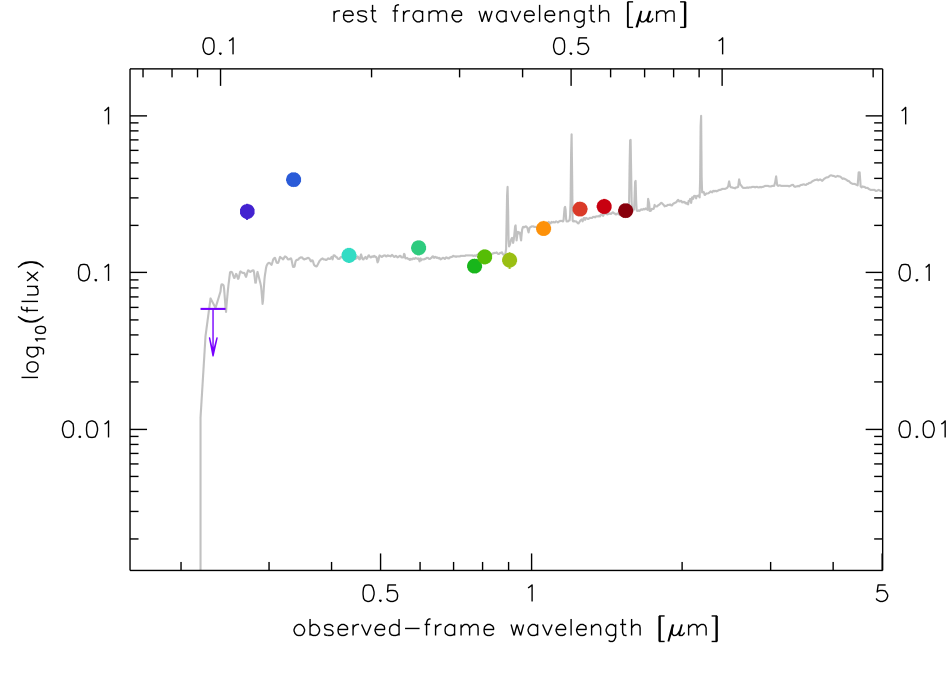 rest frame wavelength [μm]
0.1 0.5 1
1 1
0.1 0.1
log10(flux)
0.01 0.01
0.5 1 5
observed-frame wavelength [μm]